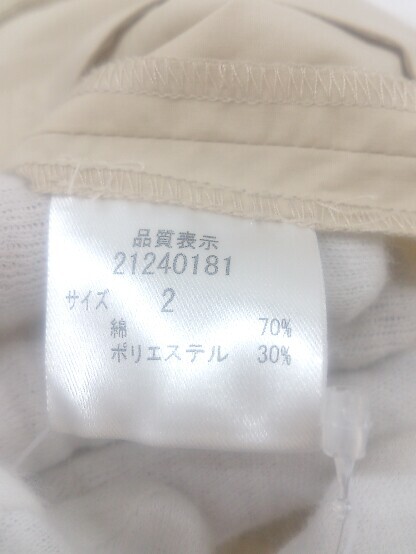 品質表示
21240181
サイズ 2
綿 70%
ポリエステル 30%